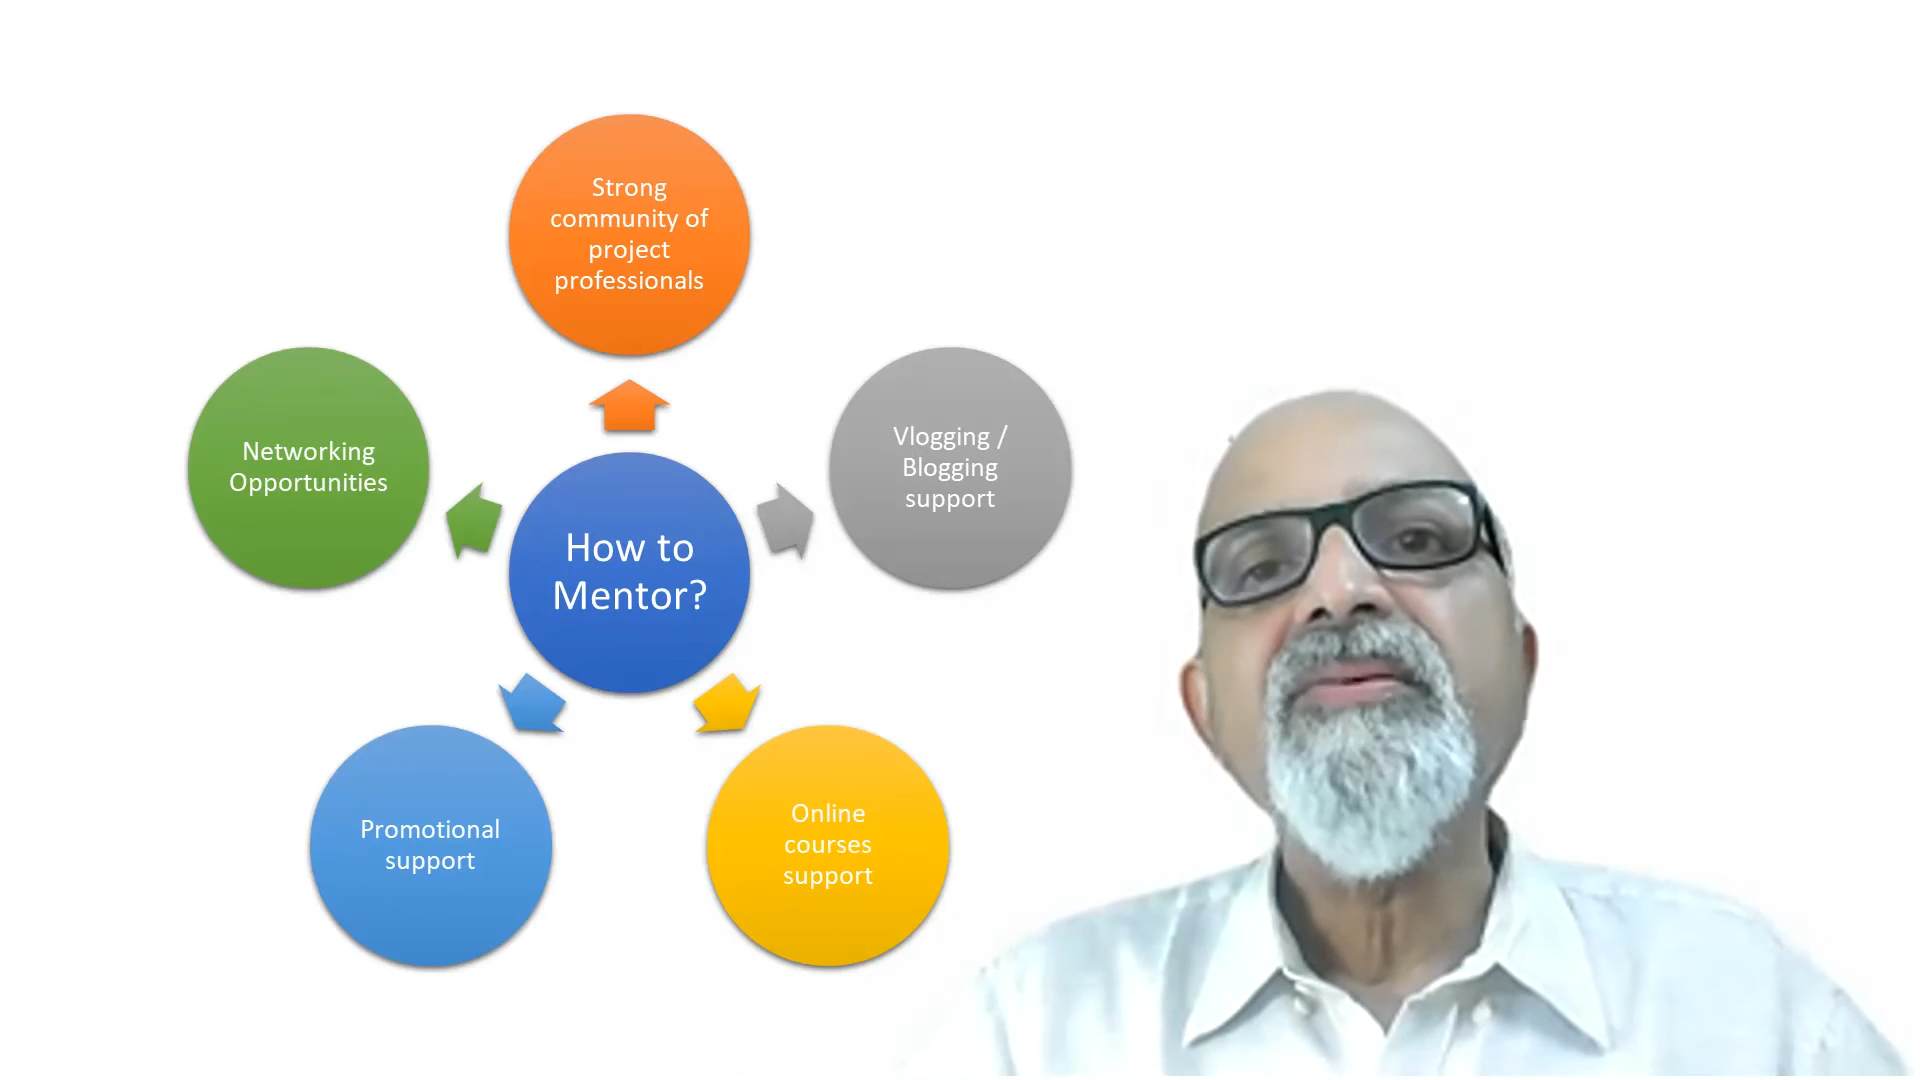 Strong
community of
project
professionals
Networking
Opportunities
Vlogging /
Blogging
support
How to
Mentor?
Promotional
support
Online
courses
support